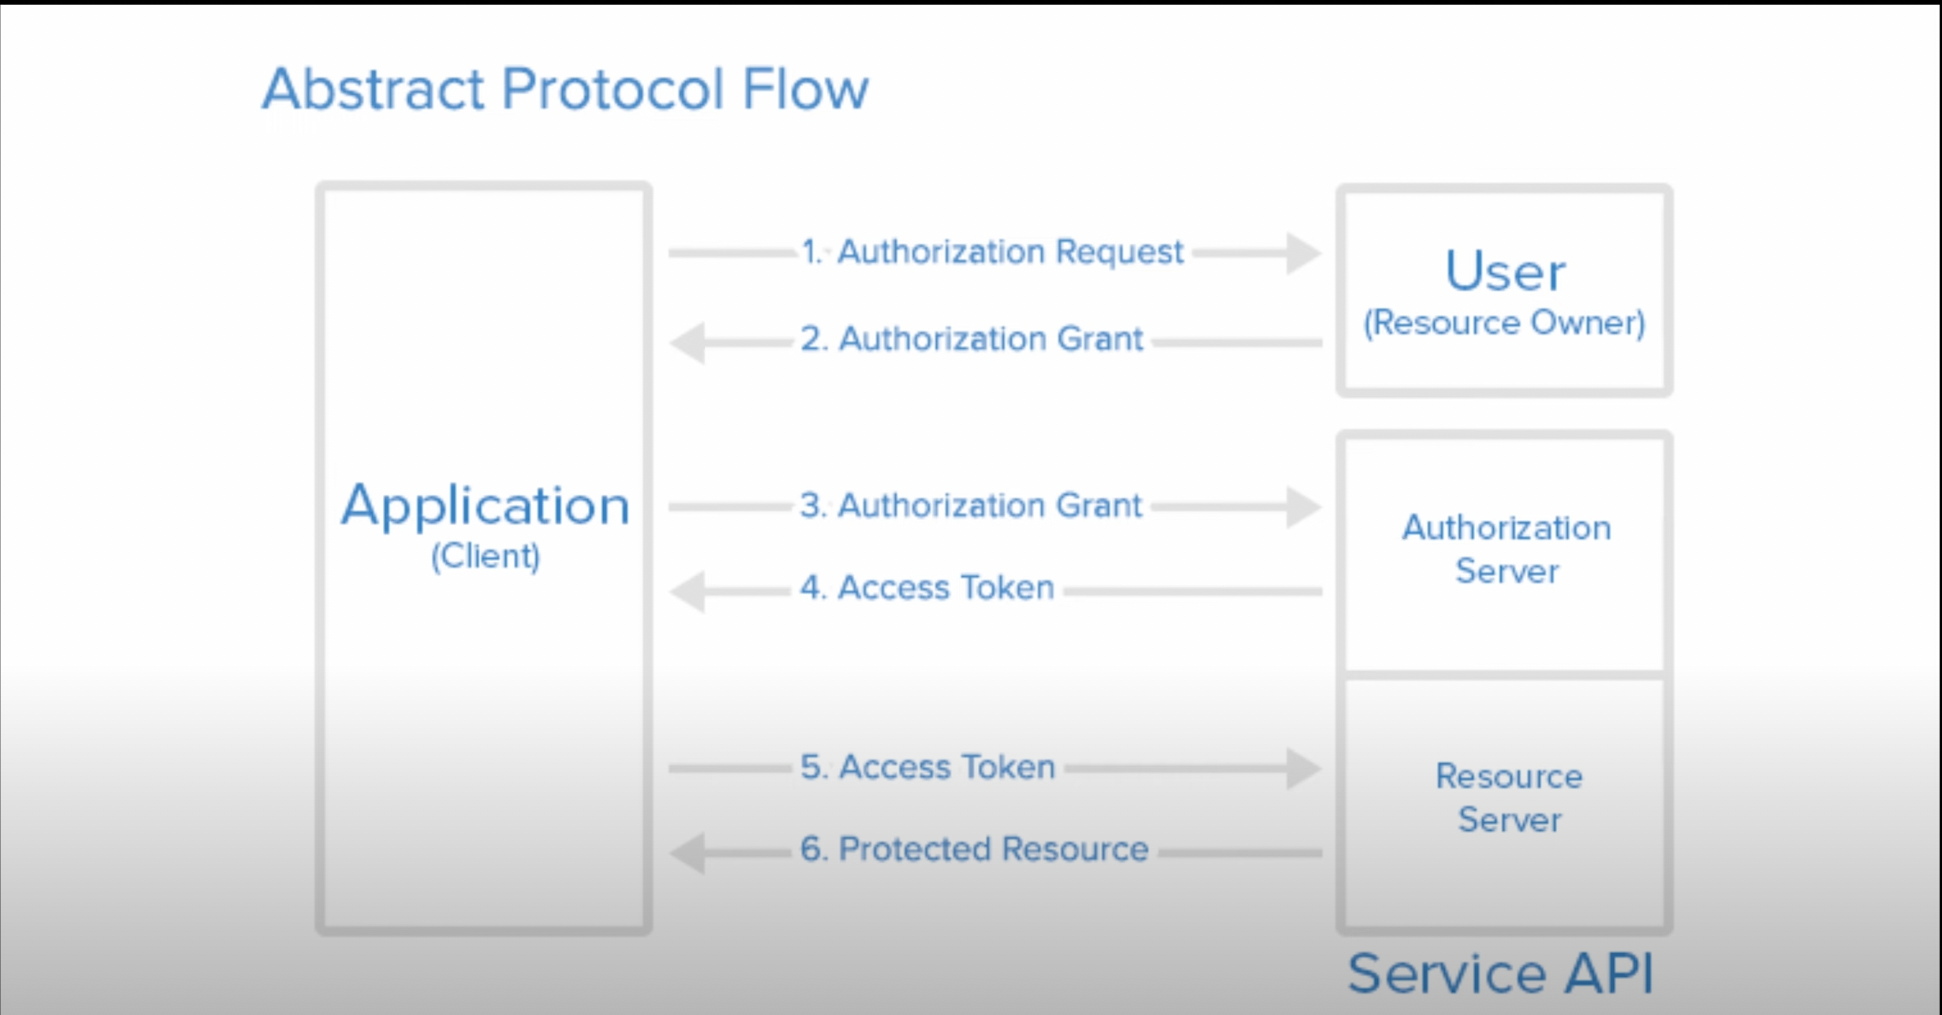 Abstract Protocol Flow
1. Authorization Request
User
(Resource Owner)
2. Authorization Grant
Application
(Client)
3. Authorization Grant
Authorization
Server
4. Access Token
5. Access Token
Resource
Server
6. Protected Resource
Service API